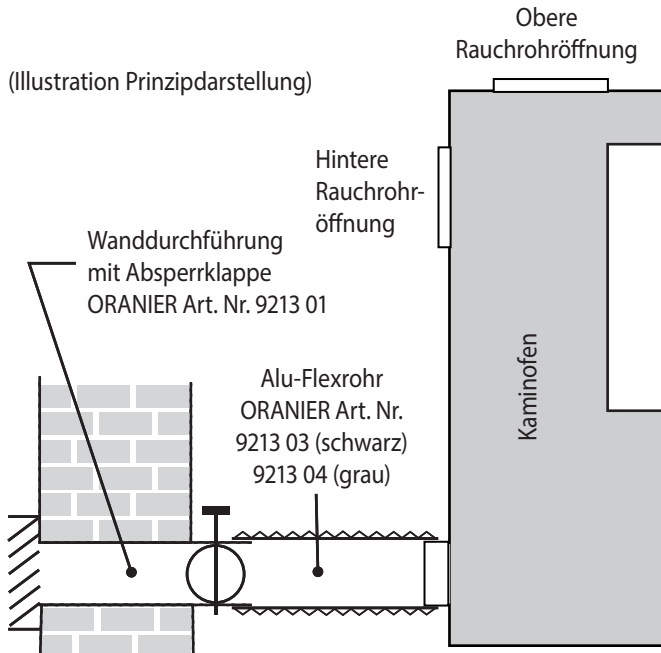 Obere
Rauchrohröffnung
(Illustration Prinzipdarstellung)
Hintere
Rauchrohr-
öffnung
Wanddurchführung
mit Absperrklappe
ORANIER Art. Nr. 9213 01
Alu-Flexrohr
ORANIER Art. Nr.
9213 03 (schwarz)
9213 04 (grau)
Kaminofen